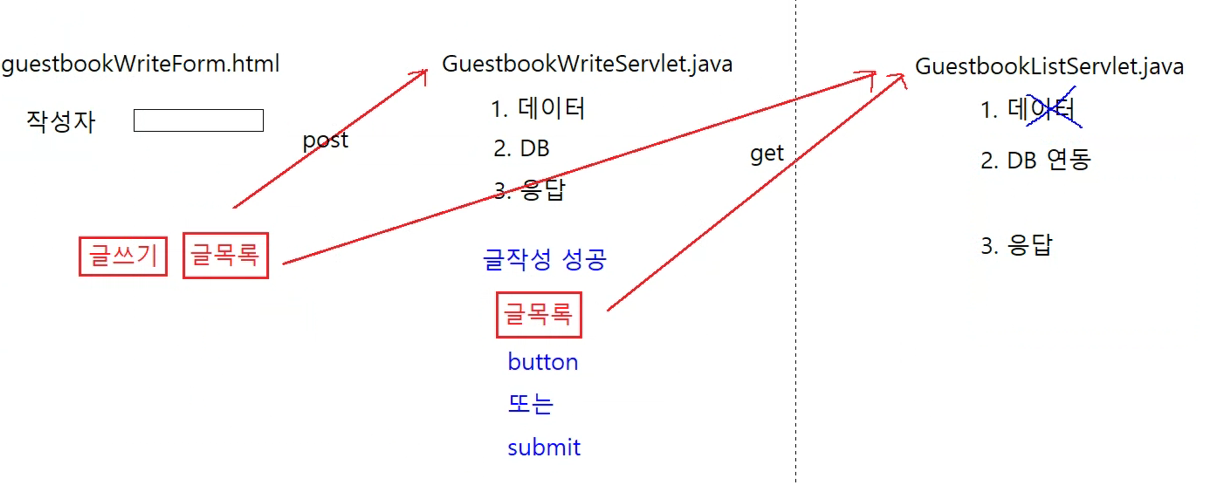 guestbookWriteForm.html
작성자
post
글쓰기
글목록
GuestbookWriteServlet.java
1. 데이터
2. DB
3. 응답
글작성 성공
글목록
button
또는
submit
get
GuestbookListServlet.java
1. 데이터
2. DB 연동
3. 응답